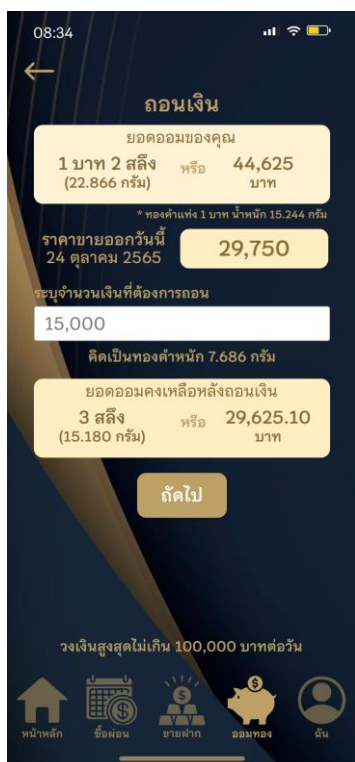 08:34
ถอนเงิน
ยอดออมของคุณ
1 บาท 2 สลึง หรือ 44,625
(22.866 กรัม) บาท
* ทองคำแท่ง 1 บาท น้ำหนัก 15.244 กรัม
ราคาขายออกวันนี้
24 ตุลาคม 2565
29,750
ระบุจำนวนเงินที่ต้องการถอน
15,000
คิดเป็นทองคำหนัก 7.686 กรัม
ยอดออมคงเหลือหลังถอนเงิน
3 สลึง หรือ 29,625.10
(15.180 กรัม) บาท
ถัดไป
วงเงินสูงสุดไม่เกิน 100,000 บาทต่อวัน
หน้าหลัก ซื้อผ่อน ขายฝาก ออมทอง ฉัน